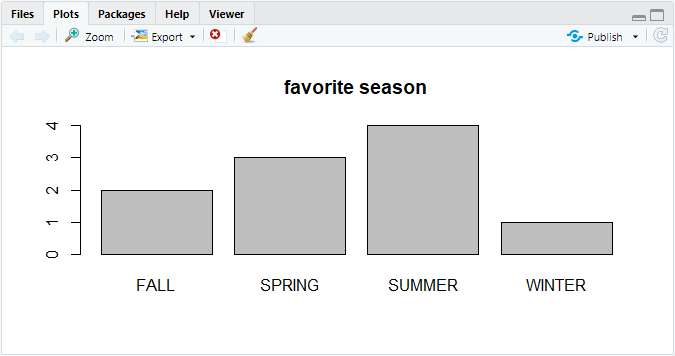 Files Plots Packages Help Viewer
Zoom Export Publish
favorite season
4
3
2
1
0
FALL SPRING SUMMER WINTER